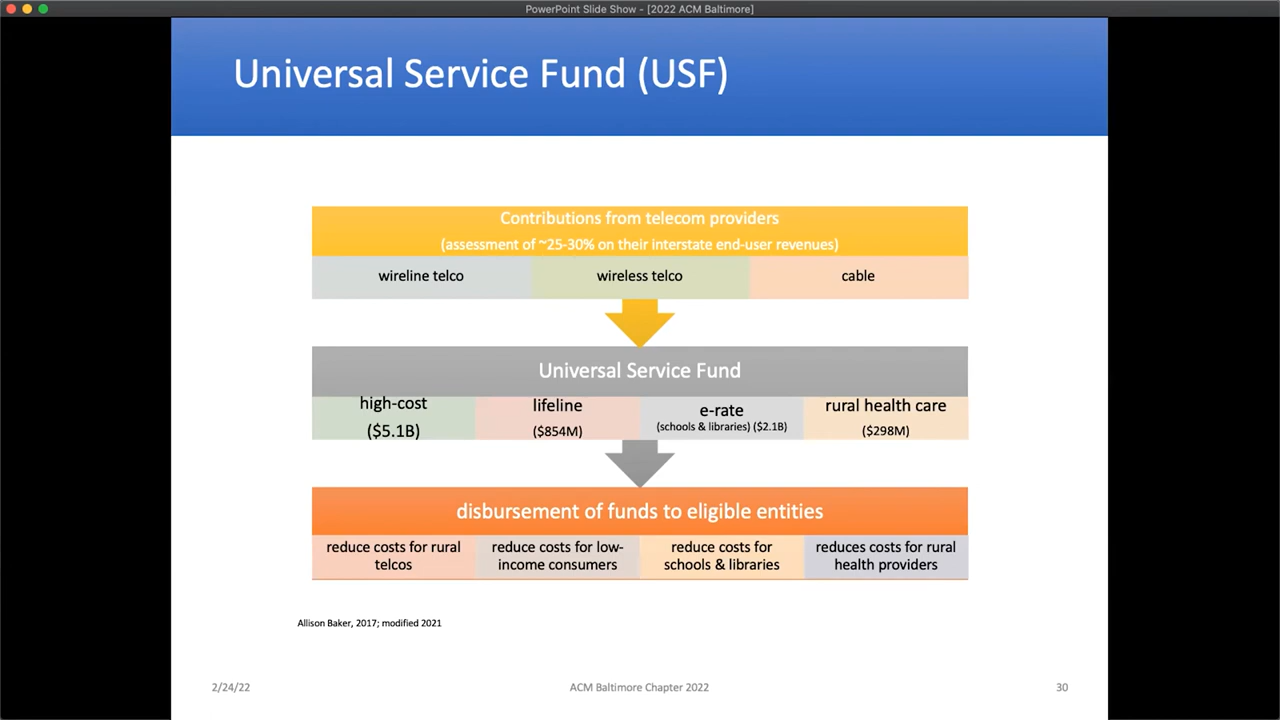 PowerPoint Slide Show - [2022 ACM Baltimore]
Universal Service Fund (USF)
Contributions from telecom providers
(assessment of ~25-30% on their interstate end-user revenues)
wireline telco
wireless telco
cable
Universal Service Fund
high-cost
($5.1B)
lifeline
($854M)
e-rate
(schools & libraries) ($2.1B)
rural health care
($298M)
disbursement of funds to eligible entities
reduce costs for rural
telcos
reduce costs for low-
income consumers
reduce costs for
schools & libraries
reduces costs for rural
health providers
Allison Baker, 2017; modified 2021
2/24/22
ACM Baltimore Chapter 2022
30